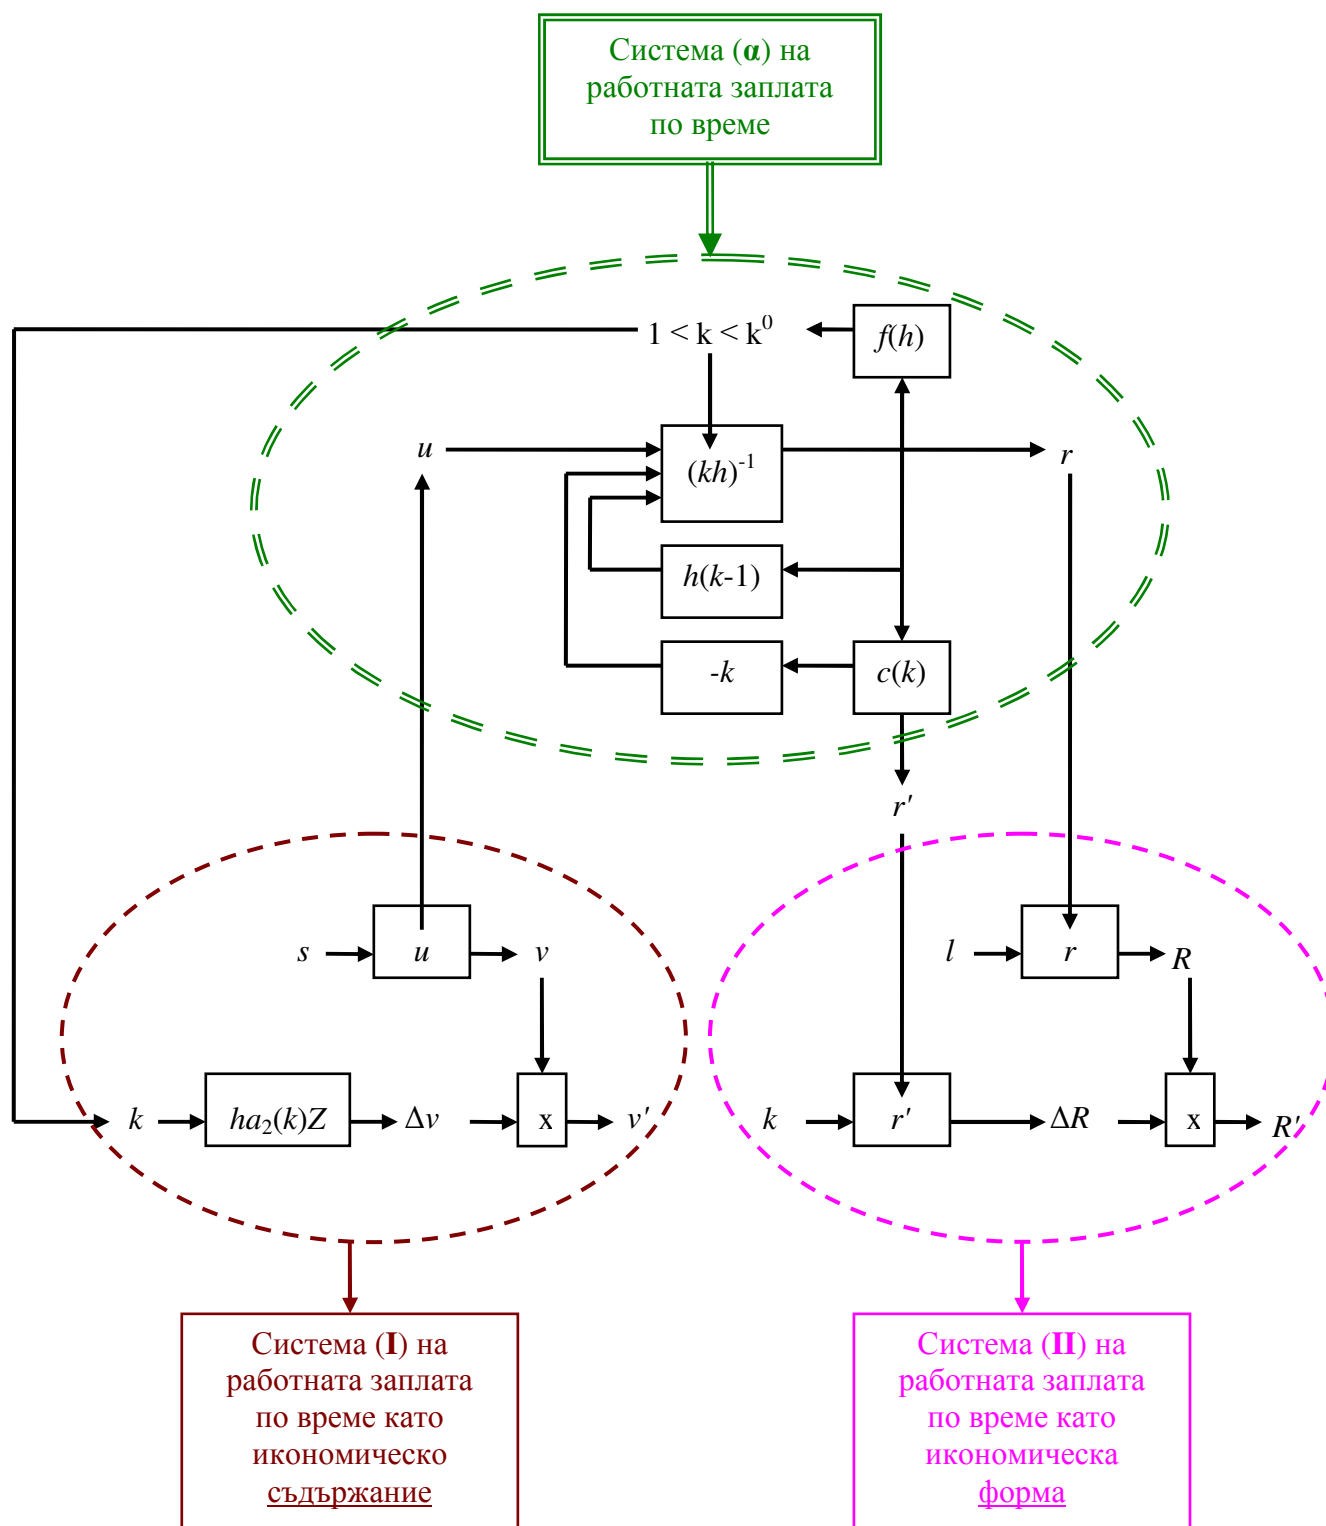 Система (α) на
работната заплата
по време
1 < k < k⁰
f(h)
u
(kh)⁻¹
r
h(k-1)
-k
c(k)
r'
s
u
v
l
r
R
k
ha₂(k)Z
Δv
x
v'
k
r'
ΔR
x
R'
Система (I) на
работната заплата
по време като
икономическо
съдържание
Система (II) на
работната заплата
по време като
икономическа
форма